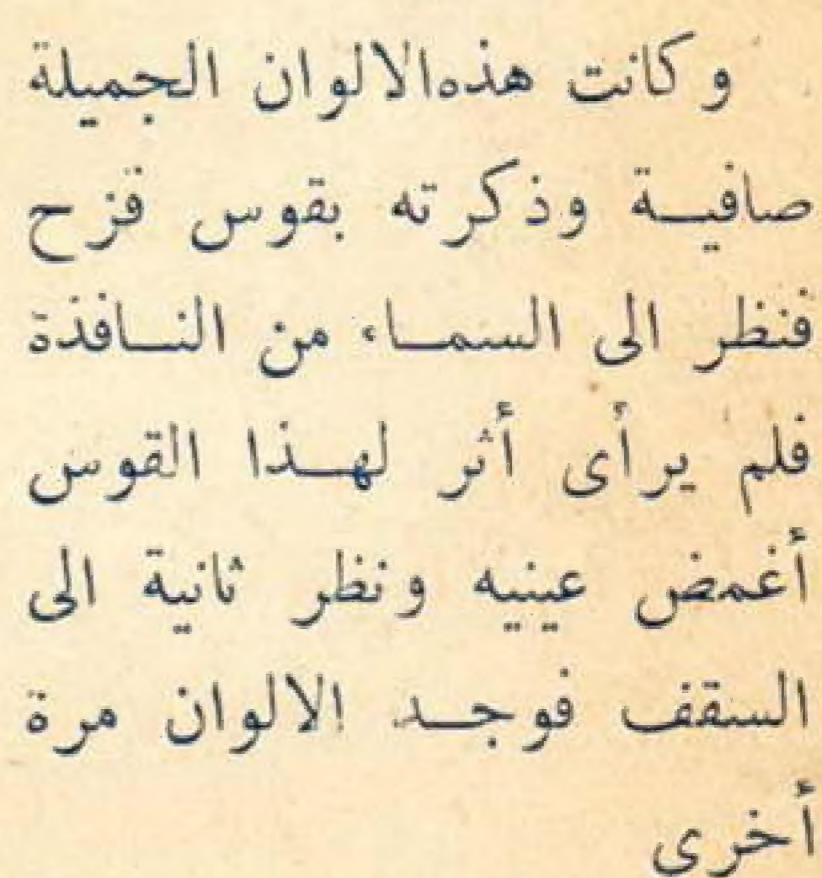 وكانت هذه الالوان الجميلة
صافية وذكرته بقوس قزح
فنظر الى السماء من النافذة
فلم يرأى أثر لهذا القوس
أغمض عينيه ونظر ثانية الى
السقف فوجد الالوان مرة
أخرى